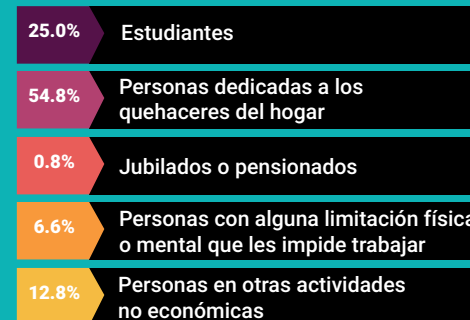 25.0% Estudiantes
54.8% Personas dedicadas a los
quehaceres del hogar
0.8% Jubilados o pensionados
6.6% Personas con alguna limitación física
o mental que les impide trabajar
12.8% Personas en otras actividades
no económicas